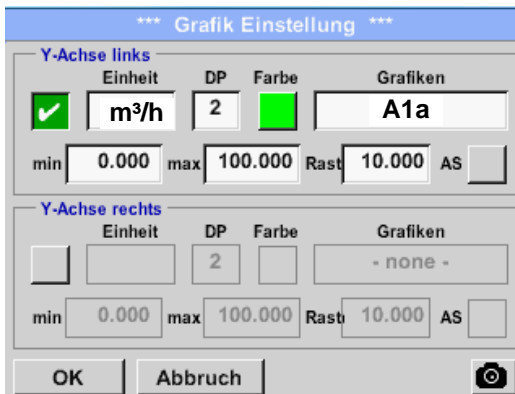 *** Grafik Einstellung ***
Y-Achse links
Einheit DP Farbe Grafiken
m³/h 2 A1a
min 0.000 max 100.000 Rast 10.000 AS
Y-Achse rechts
Einheit DP Farbe Grafiken
2 - none -
min 0.000 max 100.000 Rast 10.000 AS
OK Abbruch